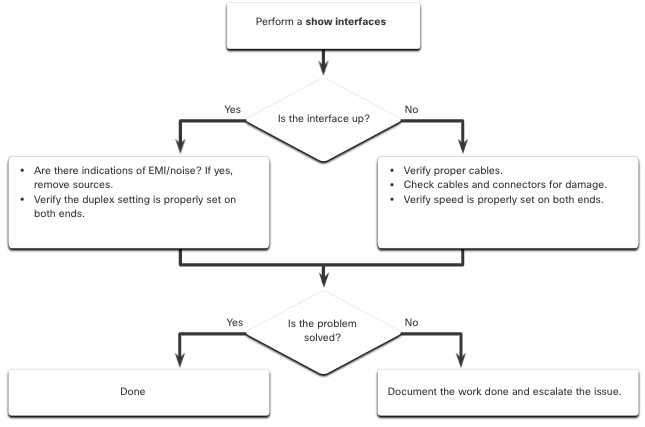 Perform a show interfaces
Is the interface up?
Yes
No
• Are there indications of EMI/noise? If yes,
remove sources.
• Verify the duplex setting is properly set on
both ends.
• Verify proper cables.
• Check cables and connectors for damage.
• Verify speed is properly set on both ends.
Is the problem
solved?
Yes
No
Done
Document the work done and escalate the issue.